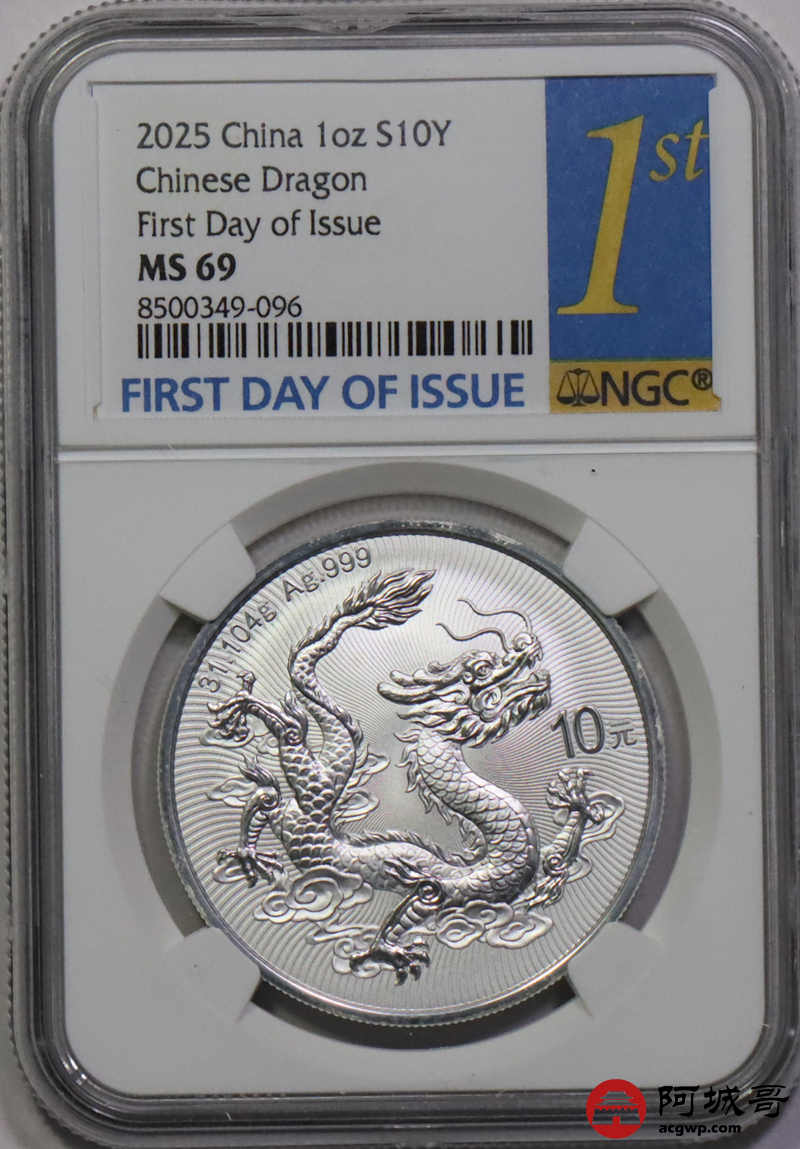 2025 China 1oz S10Y
Chinese Dragon
First Day of Issue
MS 69
8500349-096
FIRST DAY OF ISSUE
1st
NGC®
31.104g Ag.999
10元
阿城哥
acgwp.com